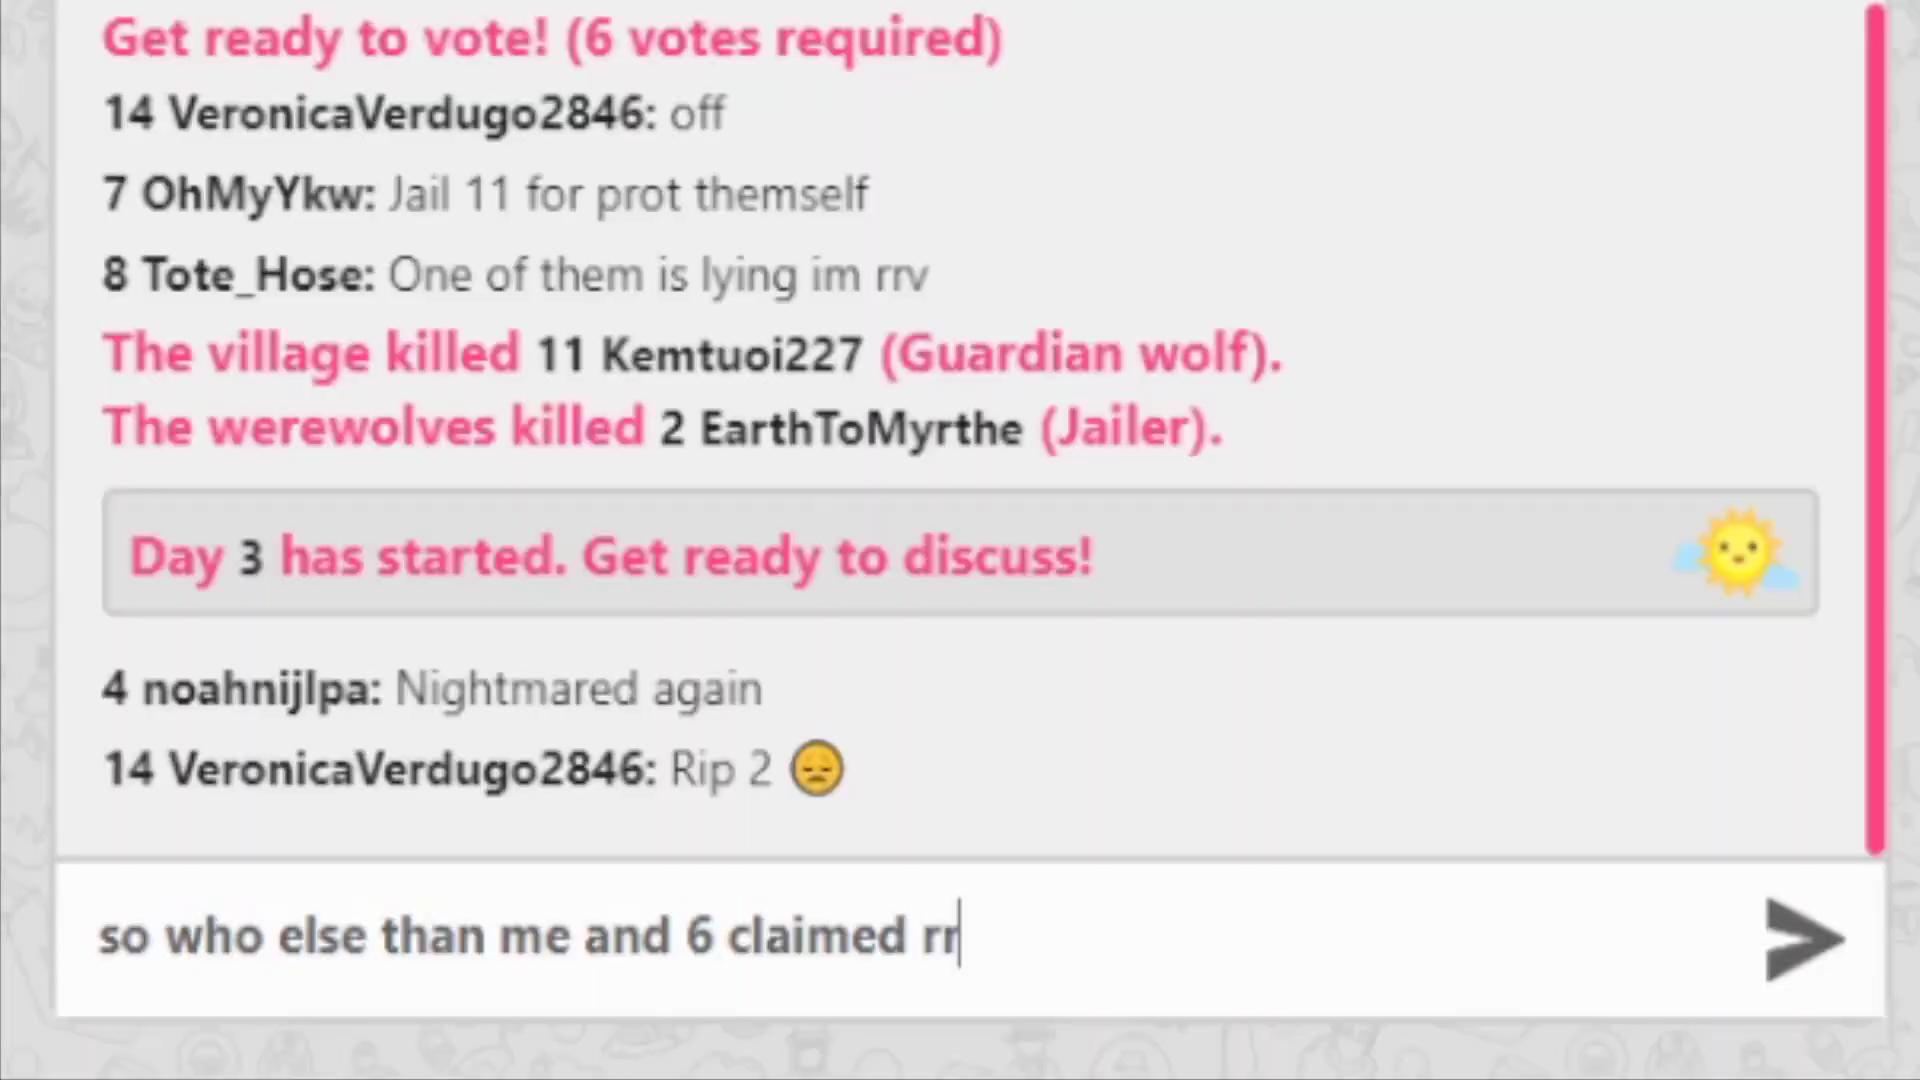 Get ready to vote! (6 votes required)
14 VeronicaVerdugo2846: off
7 OhMyYkw: Jail 11 for prot themself
8 Tote_Hose: One of them is lying im rrv
The village killed 11 Kemtuoi227 (Guardian wolf).
The werewolves killed 2 EarthToMyrthe (Jailer).
Day 3 has started. Get ready to discuss!
4 noahnijlpa: Nightmared again
14 VeronicaVerdugo2846: Rip 2 😞
so who else than me and 6 claimed rr